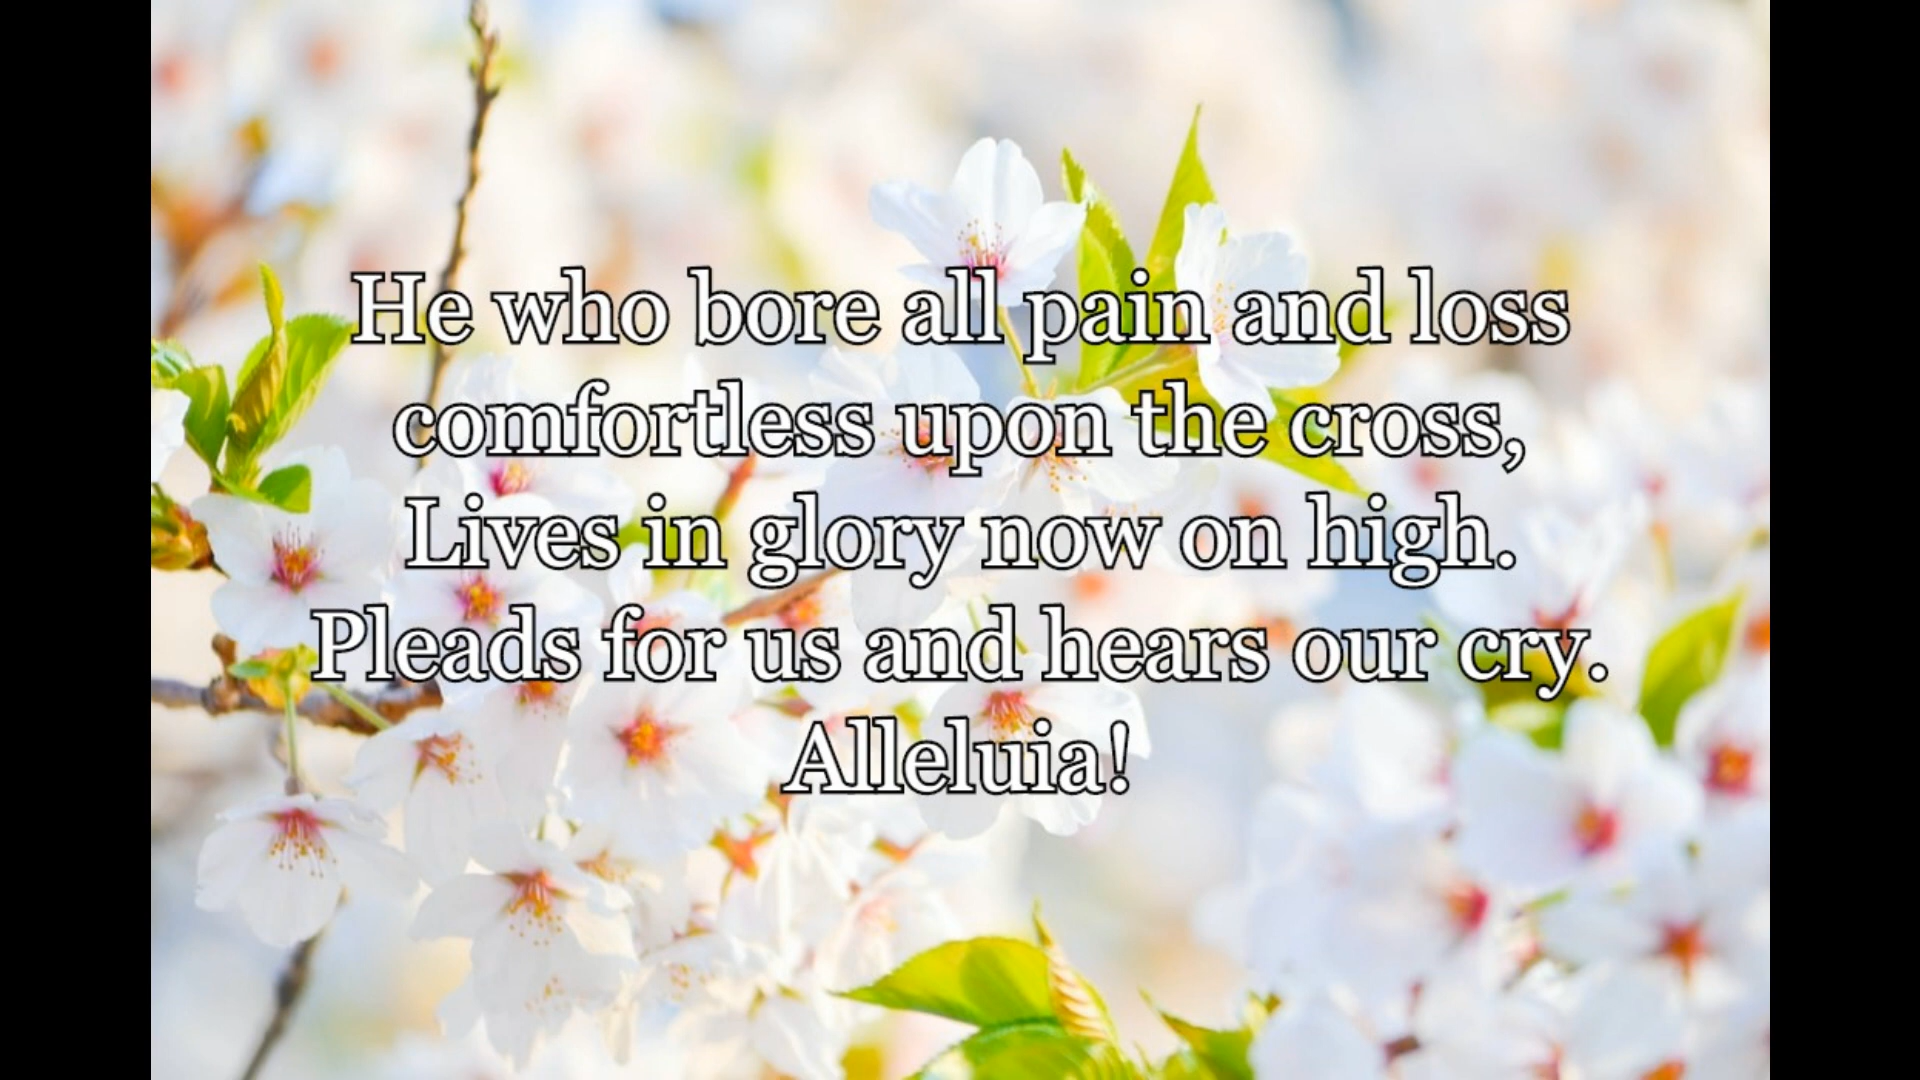 He who bore all pain and loss
comfortless upon the cross,
Lives in glory now on high.
Pleads for us and hears our cry.
Alleluia!